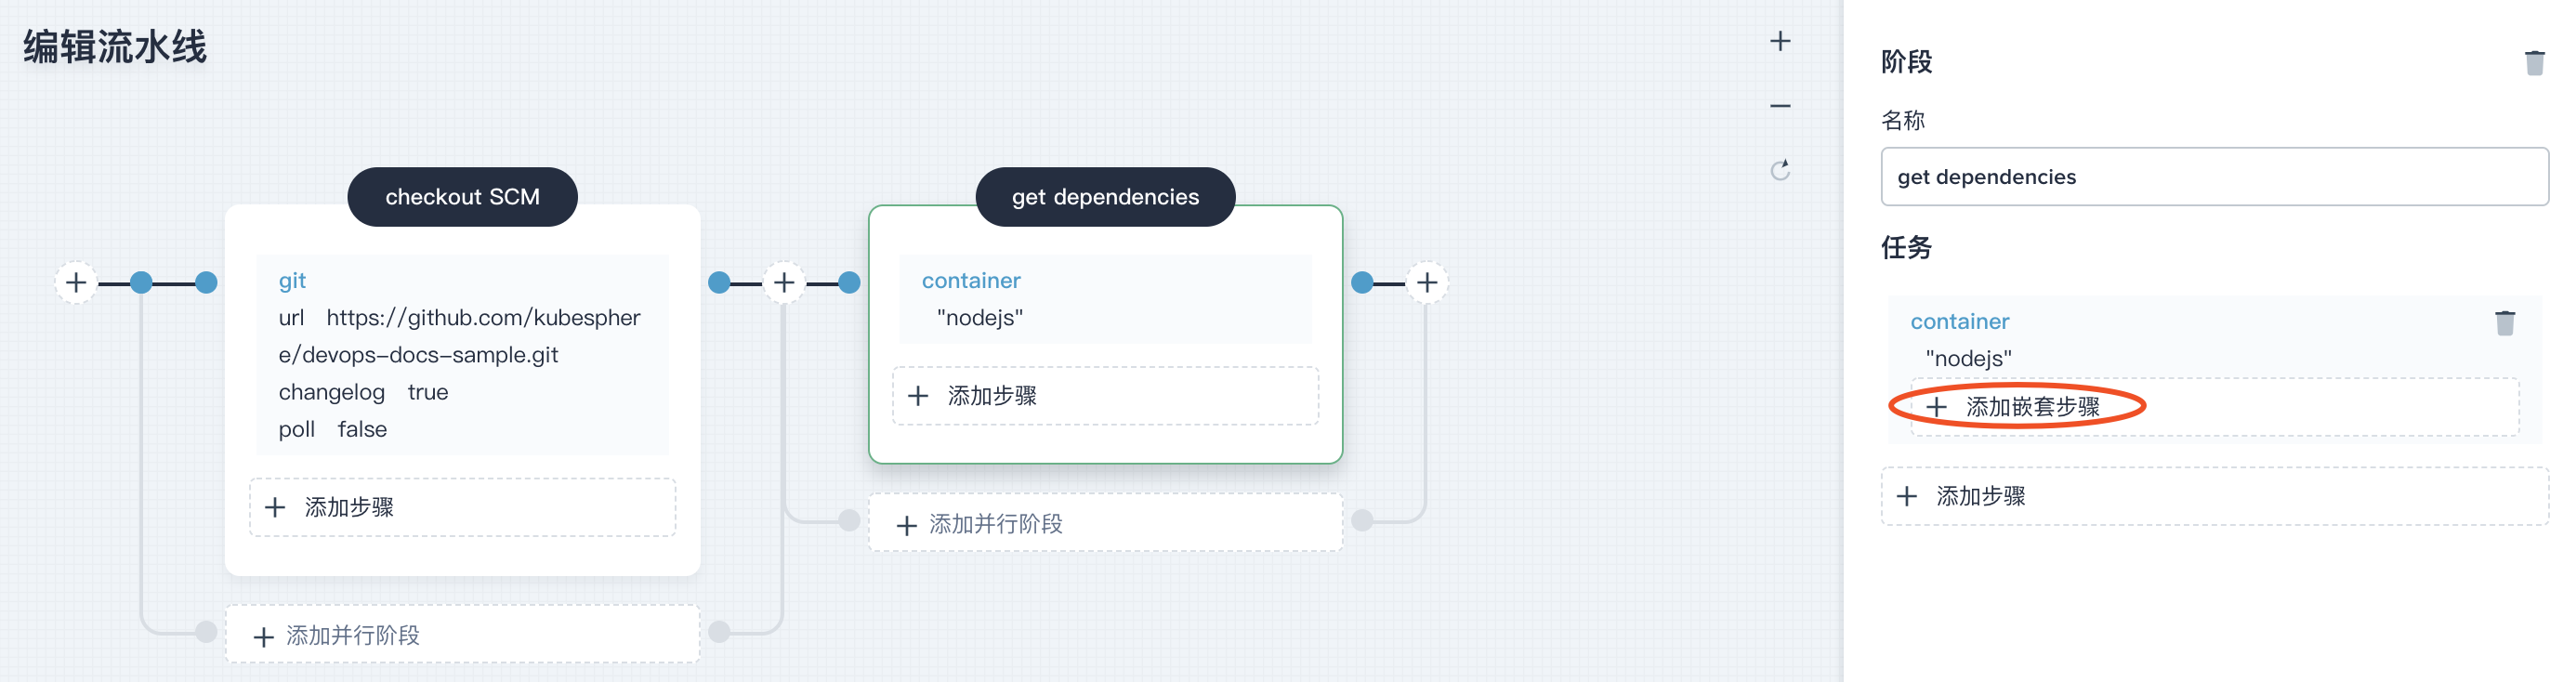 编辑流水线
checkout SCM
git
url https://github.com/kubespher
e/devops-docs-sample.git
changelog true
poll false
添加步骤
添加并行阶段
get dependencies
container
"nodejs"
添加步骤
添加并行阶段
阶段
名称
get dependencies
任务
container
"nodejs"
添加嵌套步骤
添加步骤